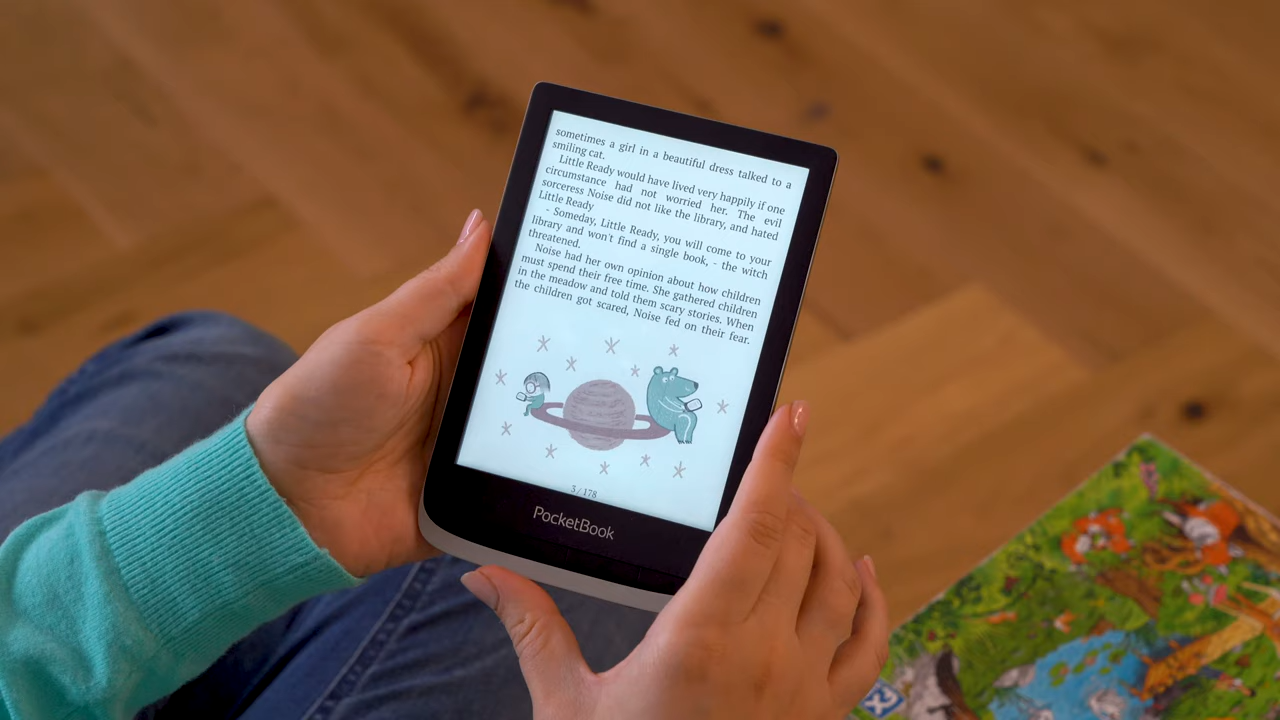 sometimes a girl in a beautiful dress talked to a
smiling cat.
Little Ready would have lived very happily if one
circumstance had not worried her. The evil
sorceress Noise did not like the library, and hated
Little Ready
- Someday, Little Ready, you will come to your
library and won't find a single book, - the witch
threatened.
Noise had her own opinion about how children
must spend their free time. She gathered children
in the meadow and told them scary stories. When
the children got scared, Noise fed on their fear.
3 / 178
PocketBook